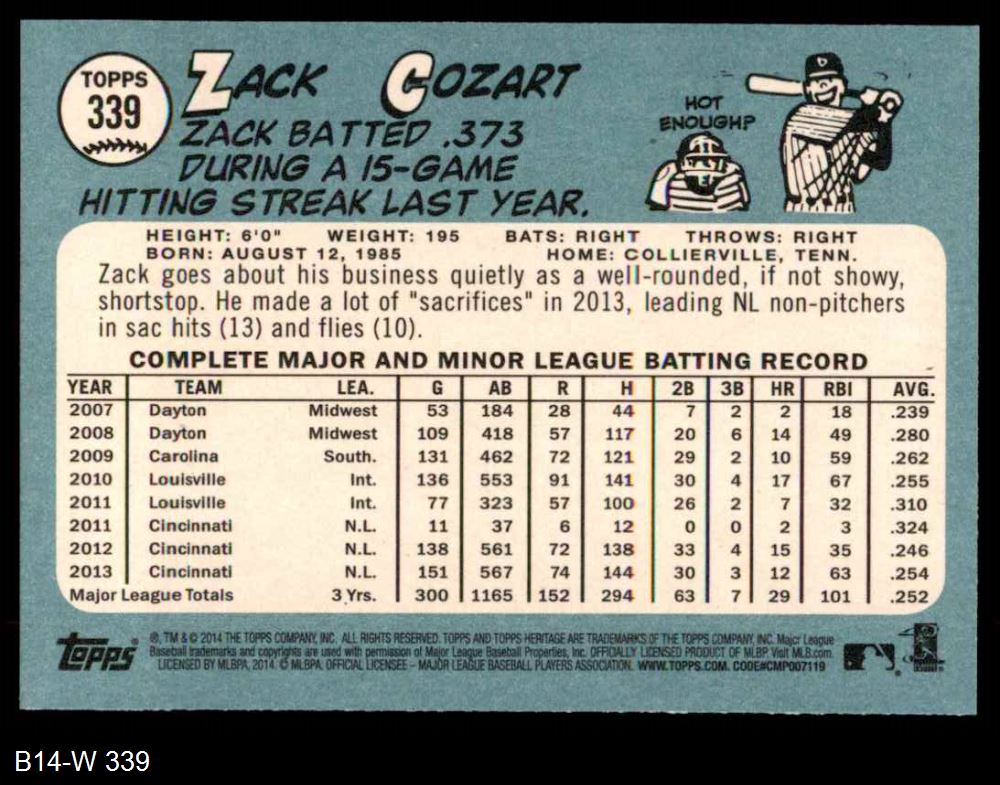 TOPPS
339
ZACK COZART
ZACK BATTED .373
DURING A 15-GAME
HITTING STREAK LAST YEAR.
HOT
ENOUGH?
HEIGHT: 6'0" WEIGHT: 195 BATS: RIGHT THROWS: RIGHT
BORN: AUGUST 12, 1985 HOME: COLLIERVILLE, TENN.
Zack goes about his business quietly as a well-rounded, if not showy,
shortstop. He made a lot of "sacrifices" in 2013, leading NL non-pitchers
in sac hits (13) and flies (10).
COMPLETE MAJOR AND MINOR LEAGUE BATTING RECORD
YEAR TEAM LEA. G AB R H 2B 3B HR RBI AVG.
2007 Dayton Midwest 53 184 28 44 7 2 2 18 .239
2008 Dayton Midwest 109 418 57 117 20 6 14 49 .280
2009 Carolina South. 131 462 72 121 29 2 10 59 .262
2010 Louisville Int. 136 553 91 141 30 4 17 67 .255
2011 Louisville Int. 77 323 57 100 26 2 7 32 .310
2011 Cincinnati N.L. 11 37 6 12 0 0 2 3 .324
2012 Cincinnati N.L. 138 561 72 138 33 4 15 35 .246
2013 Cincinnati N.L. 151 567 74 144 30 3 12 63 .254
Major League Totals 3 Yrs. 300 1165 152 294 63 7 29 101 .252
Topps
®, TM & © 2014 THE TOPPS COMPANY, INC. ALL RIGHTS RESERVED. TOPPS AND TOPPS HERITAGE ARE TRADEMARKS OF THE TOPPS COMPANY, INC. Major League
Baseball trademarks and copyrights are used with permission of Major League Baseball Properties, Inc. OFFICIALLY LICENSED PRODUCT OF MLBP. Visit MLB.com.
LICENSED BY MLBPA, 2014. © MLBPA. OFFICIAL LICENSEE – MAJOR LEAGUE BASEBALL PLAYERS ASSOCIATION. WWW.TOPPS.COM. CODE#CMP007119
B14-W 339